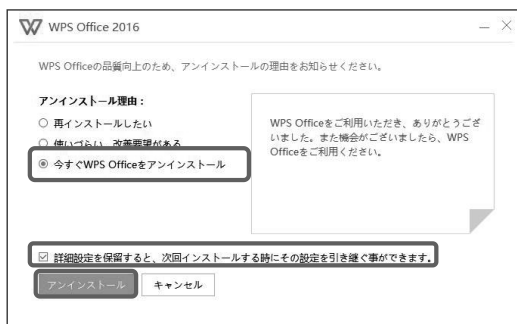 WPS Office 2016
WPS Officeの品質向上のため、アンインストールの理由をお知らせください。
アンインストール理由：
再インストールしたい
使いづらい、改善要望がある
今すぐWPS Officeをアンインストール
WPS Officeをご利用いただき、ありがとうござ
いました。また機会がございましたら、WPS
Officeをご利用ください。
詳細設定を保留すると、次回インストールする時にその設定を引き継ぐ事ができます。
アンインストール
キャンセル